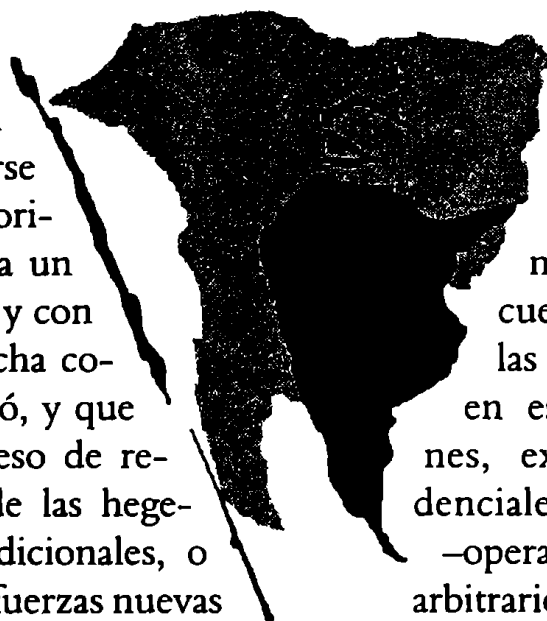 rse
ori-
a un
y con
cha co-
ó, y que
eso de re-
de las hege-
dicionales, o
fuerzas nuevas
n
cue
las
en es
nes, ex
denciale
–opera
arbitrario